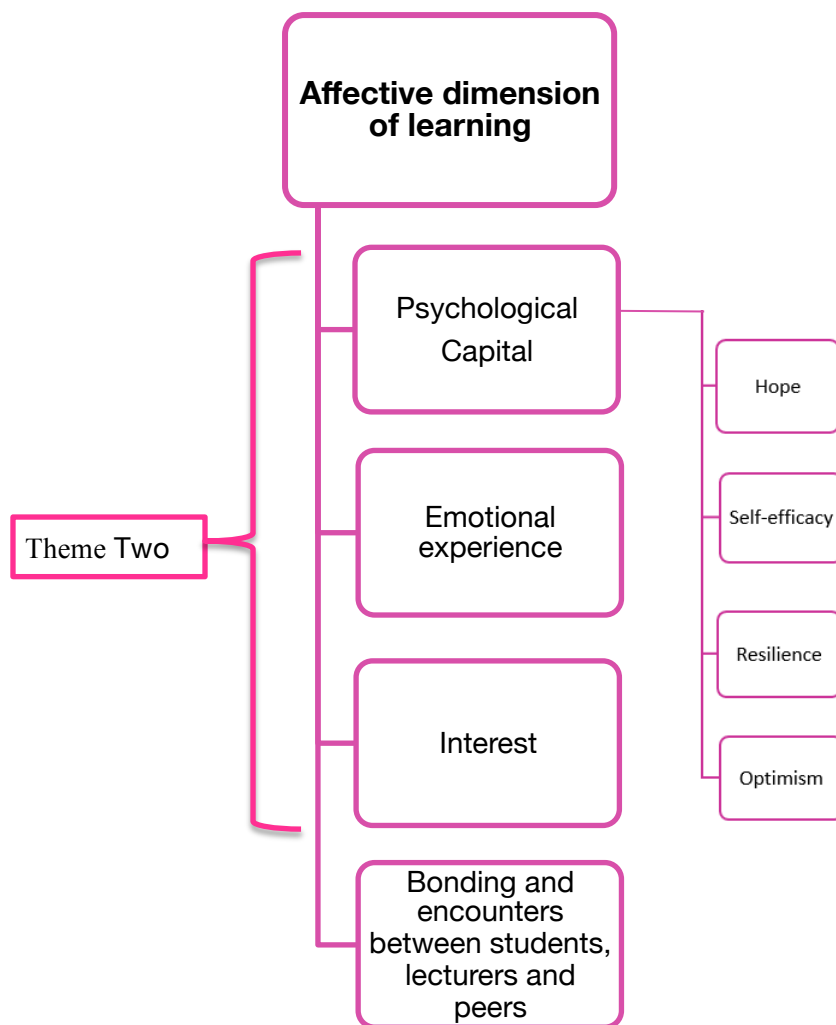 Affective dimension
of learning
Psychological
Capital
Hope
Emotional
experience
Self-efficacy
Theme Two
Resilience
Interest
Optimism
Bonding and
encounters
between students,
lecturers and
peers